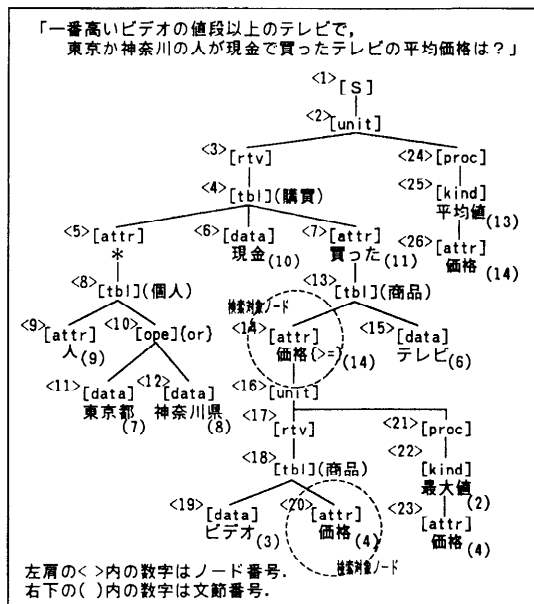 「一番高いビデオの値段以上のテレビで,
東京か神奈川の人が現金で買ったテレビの平均価格は?」
<1>[S]
<2>[unit]
<3>[rtv] <24>[proc]
<4>[tbl](購買) <25>[kind]
平均値(13)
<5>[attr] <6>[data] <7>[attr] <26>[attr]
* 現金(10) 買った(11) 価格(14)
<8>[tbl](個人) <13>[tbl](商品)
検索対象ノード
<9>[attr] <10>[ope]{or} <14>[attr] <15>[data]
人(9) 価格{>=}(14) テレビ(6)
<11>[data] <12>[data] <16>[unit]
東京都(7) 神奈川県(8)
<17>[rtv] <21>[proc]
<18>[tbl](商品) <22>[kind]
最大値(2)
<19>[data] <20>[attr] <23>[attr]
ビデオ(3) 価格(4) 価格(4)
検索対象ノード
左肩の< >内の数字はノード番号.
右下の( )内の数字は文節番号.